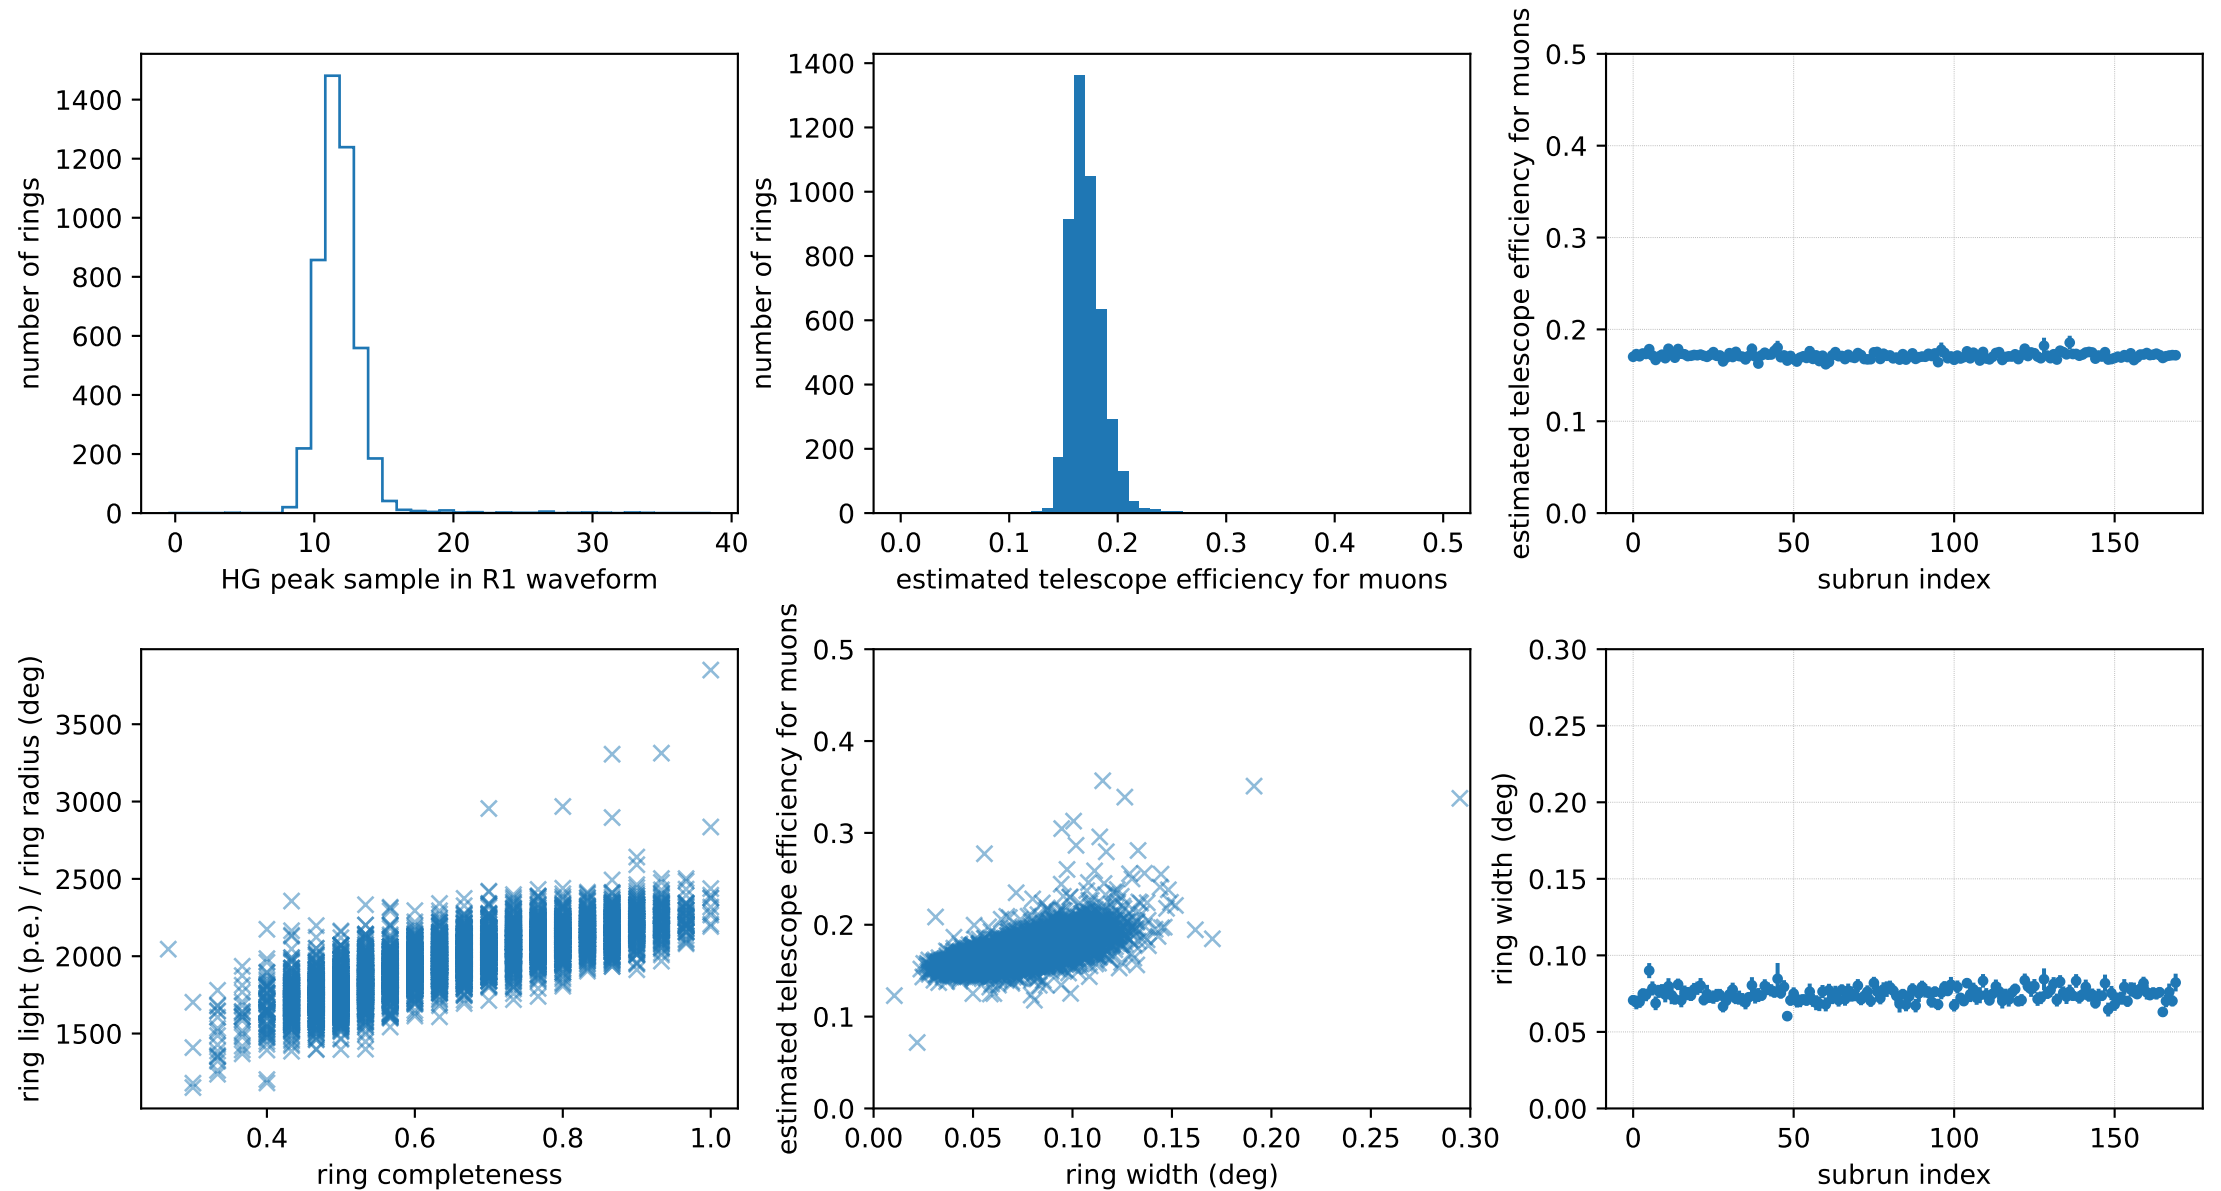 number of rings
1400
1200
1000
800
600
400
200
0
0 10 20 30 40
HG peak sample in R1 waveform
number of rings
1400
1200
1000
800
600
400
200
0
0.0 0.1 0.2 0.3 0.4 0.5
estimated telescope efficiency for muons
estimated telescope efficiency for muons
0.5
0.4
0.3
0.2
0.1
0.0
0 50 100 150
subrun index
ring light (p.e.) / ring radius (deg)
3500
3000
2500
2000
1500
0.4 0.6 0.8 1.0
ring completeness
estimated telescope efficiency for muons
0.5
0.4
0.3
0.2
0.1
0.0
0.00 0.05 0.10 0.15 0.20 0.25 0.30
ring width (deg)
ring width (deg)
0.30
0.25
0.20
0.15
0.10
0.05
0.00
0 50 100 150
subrun index